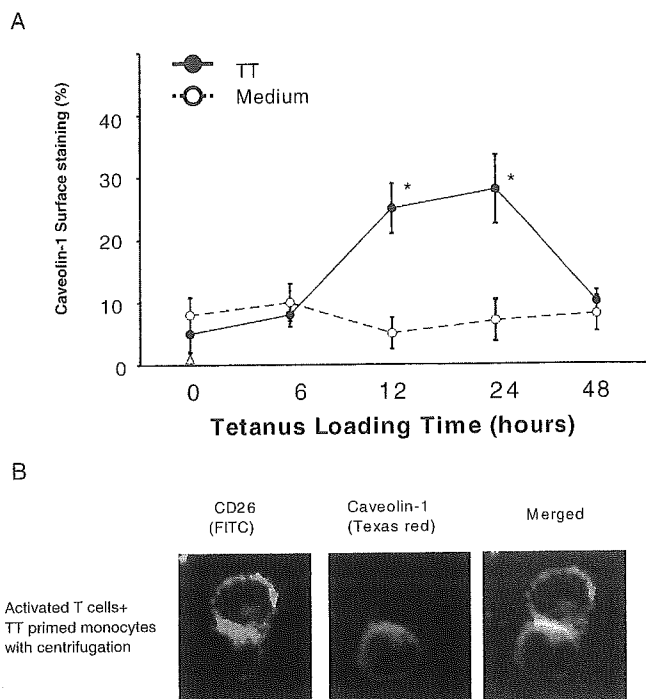 A
TT
Medium
Caveolin-1 Surface staining (%)
40
30
20
10
0
*
*
0 6 12 24 48
Tetanus Loading Time (hours)
B
CD26
(FITC)
Caveolin-1
(Texas red)
Merged
Activated T cells+
TT primed monocytes
with centrifugation